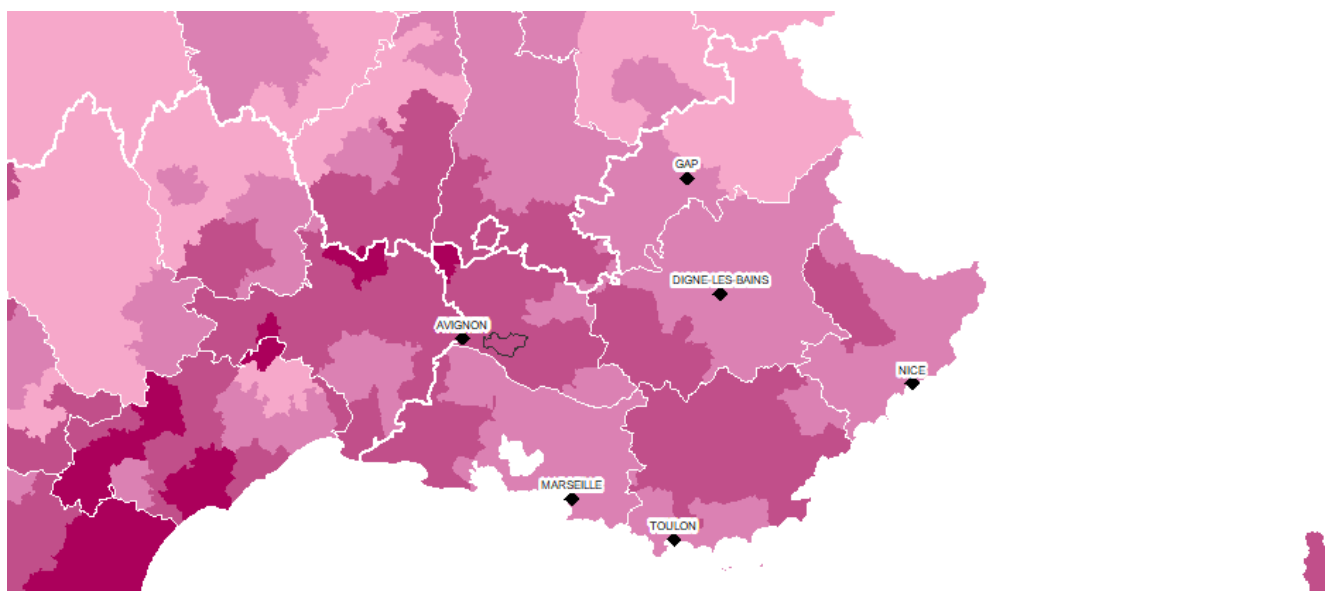 GAP
DIGNE-LES-BAINS
AVIGNON
NICE
MARSEILLE
TOULON